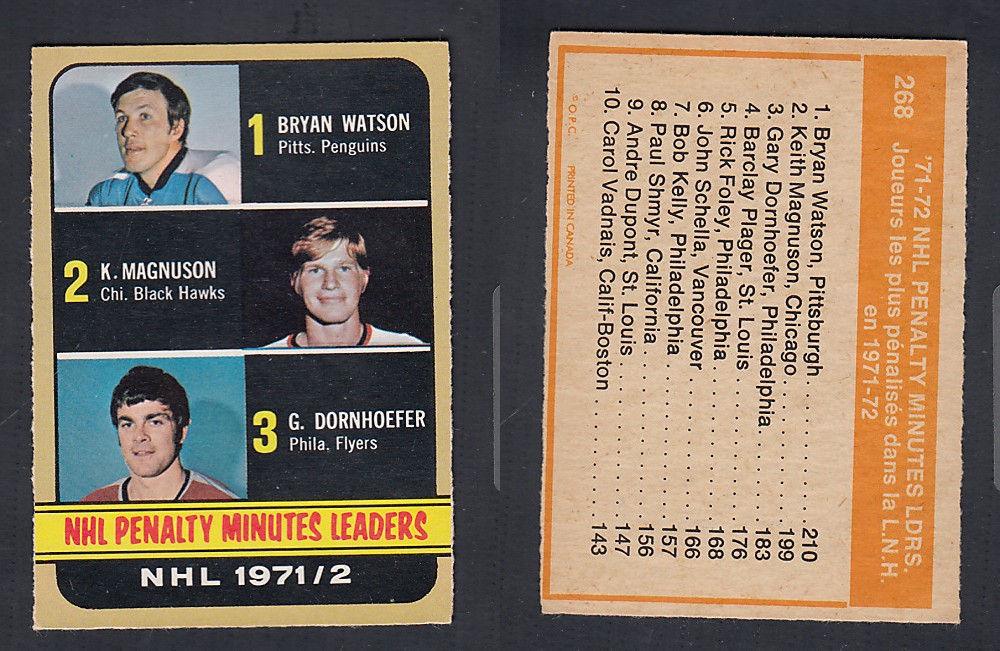 1 BRYAN WATSON
Pitts. Penguins
2 K. MAGNUSON
Chi. Black Hawks
3 G. DORNHOEFER
Phila. Flyers
NHL PENALTY MINUTES LEADERS
NHL 1971/2
268 '71-72 NHL PENALTY MINUTES LDRS.
Joueurs les plus pénalisés dans la L.N.H.
en 1971-72
1. Bryan Watson, Pittsburgh . . . . . . . . . . 210
2. Keith Magnuson, Chicago . . . . . . . . . . 199
3. Gary Dornhoefer, Philadelphia . . . . . . . 183
4. Barclay Plager, St. Louis . . . . . . . . . . 176
5. Rick Foley, Philadelphia . . . . . . . . . . 168
6. John Schella, Vancouver . . . . . . . . . . 166
7. Bob Kelly, Philadelphia . . . . . . . . . . 157
8. Paul Shmyr, California . . . . . . . . . . 156
9. Andre Dupont, St. Louis . . . . . . . . . . 147
10. Carol Vadnais, Calif-Boston . . . . . . . . 143
© O.P.C. PRINTED IN CANADA